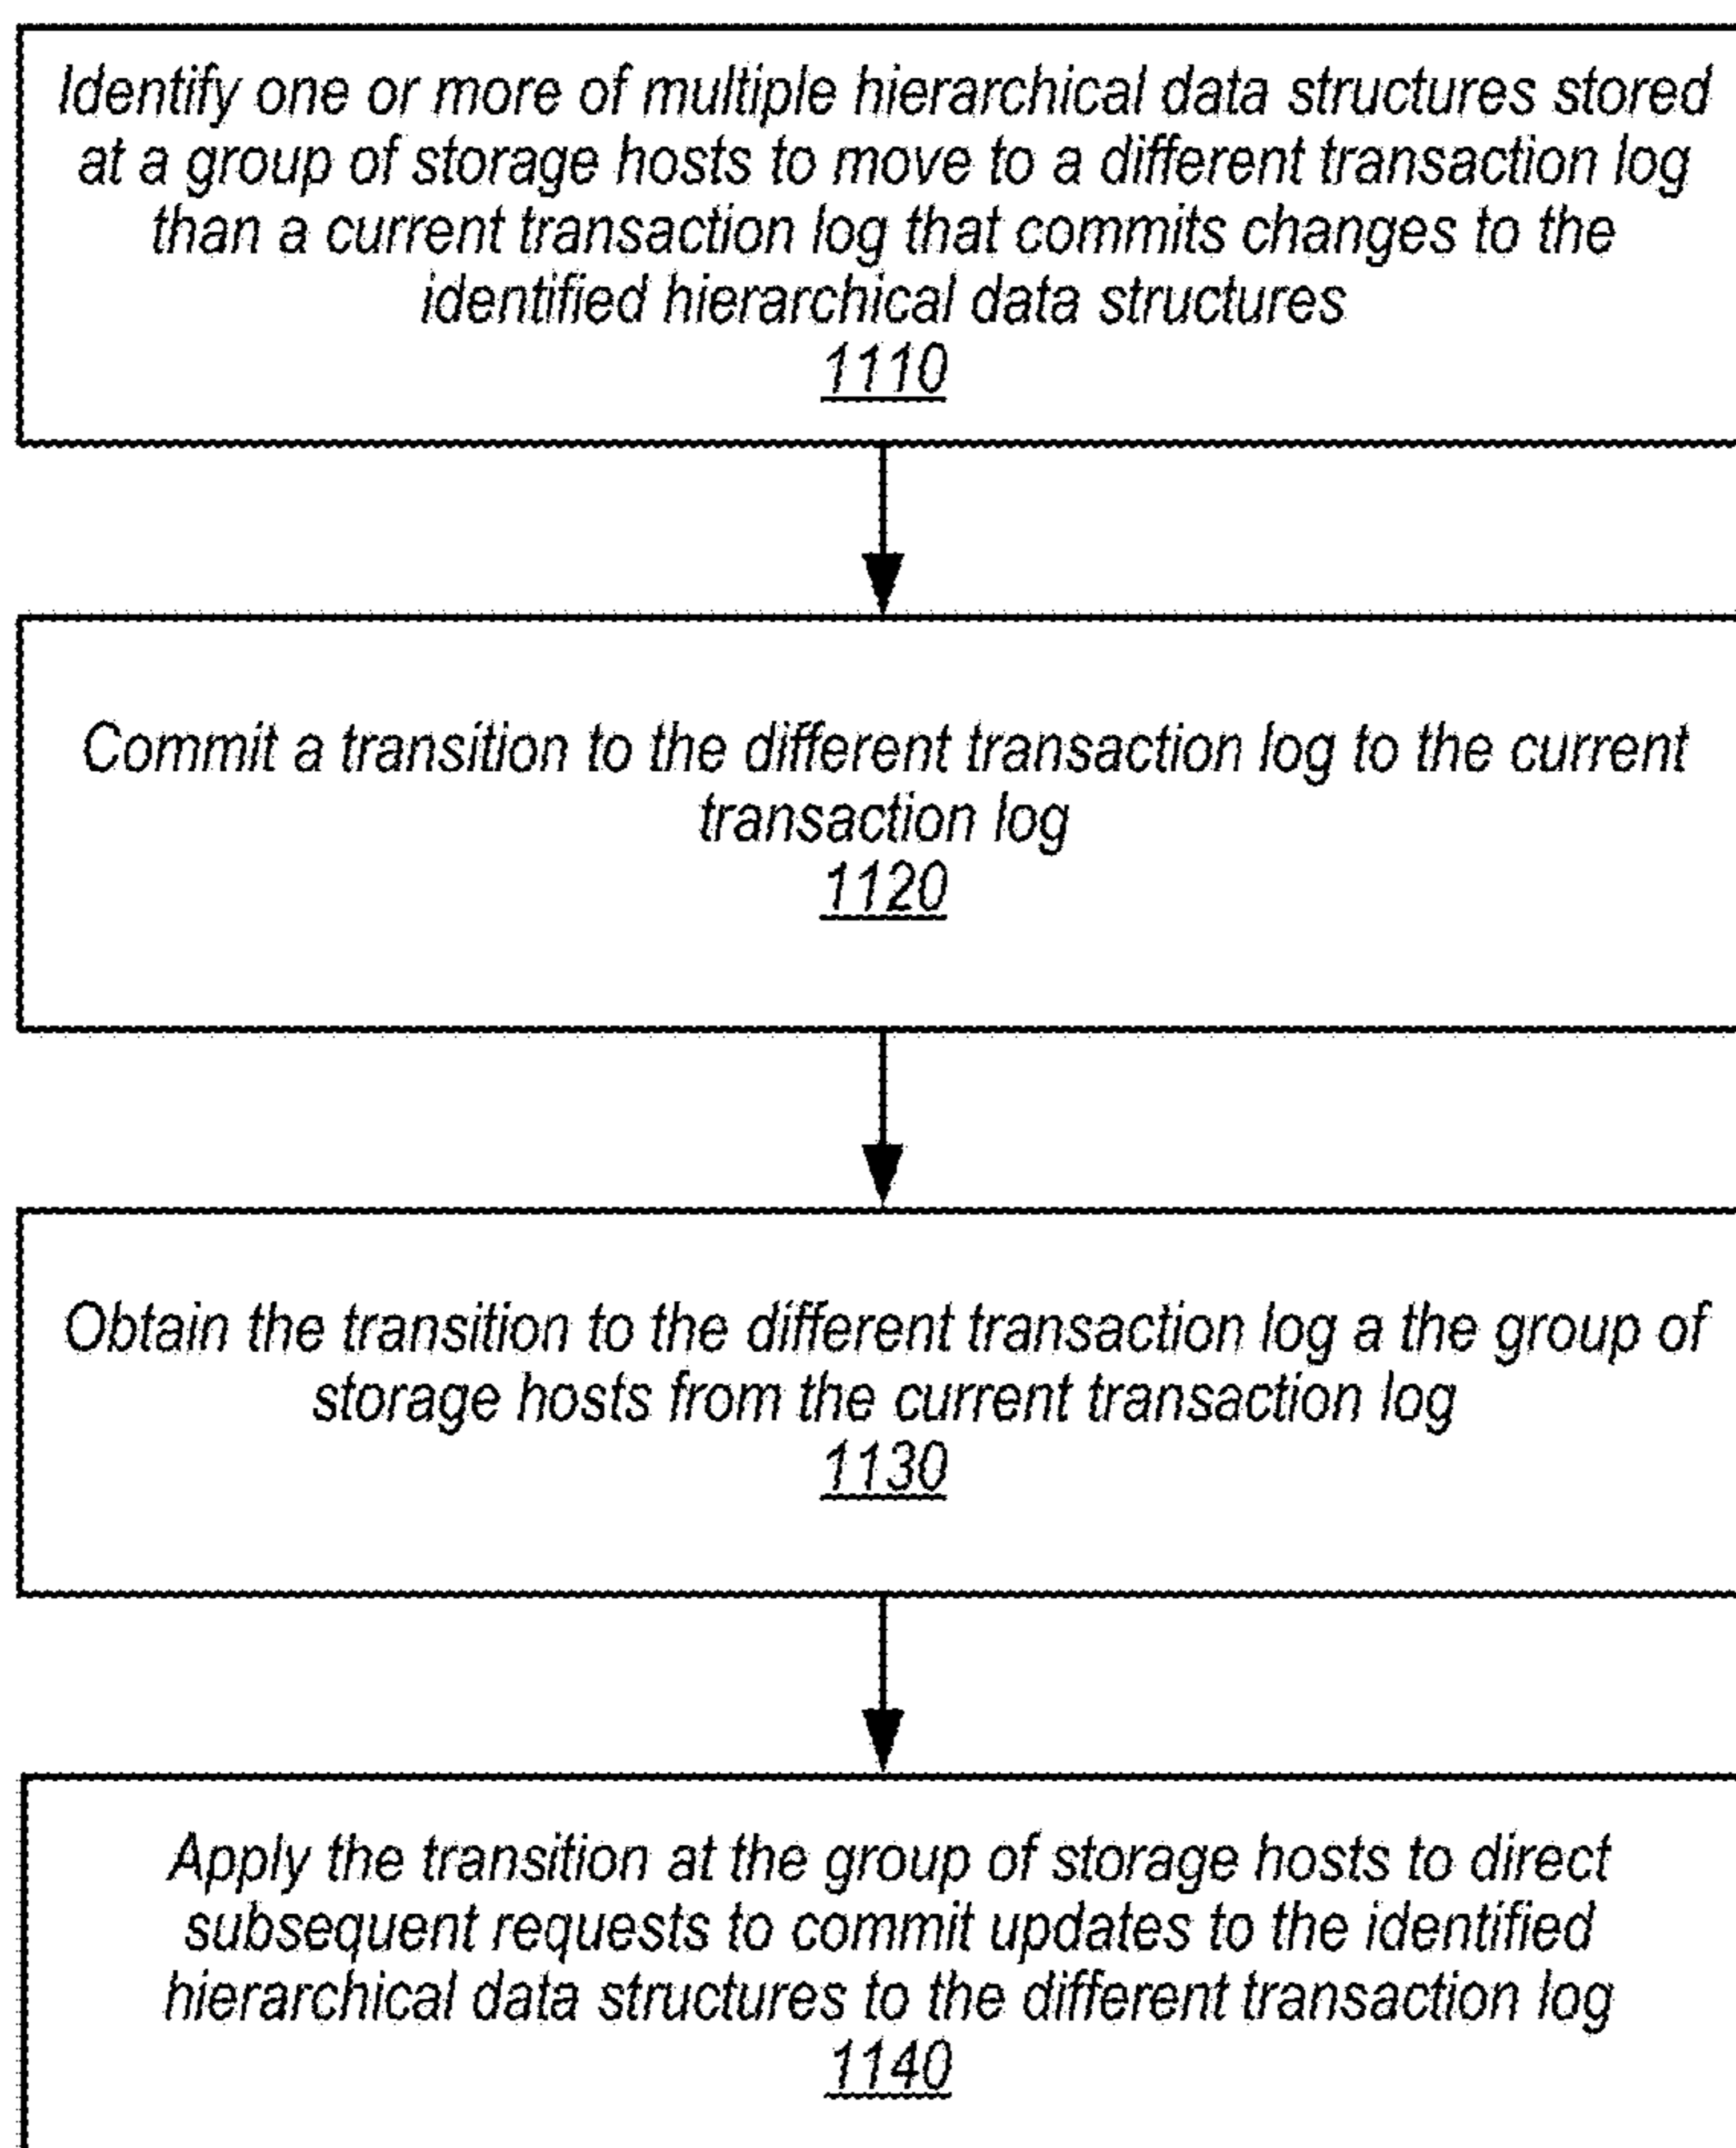 Identify one or more of multiple hierarchical data structures stored
at a group of storage hosts to move to a different transaction log
than a current transaction log that commits changes to the
identified hierarchical data structures
1110
Commit a transition to the different transaction log to the current
transaction log
1120
Obtain the transition to the different transaction log a the group of
storage hosts from the current transaction log
1130
Apply the transition at the group of storage hosts to direct
subsequent requests to commit updates to the identified
hierarchical data structures to the different transaction log
1140